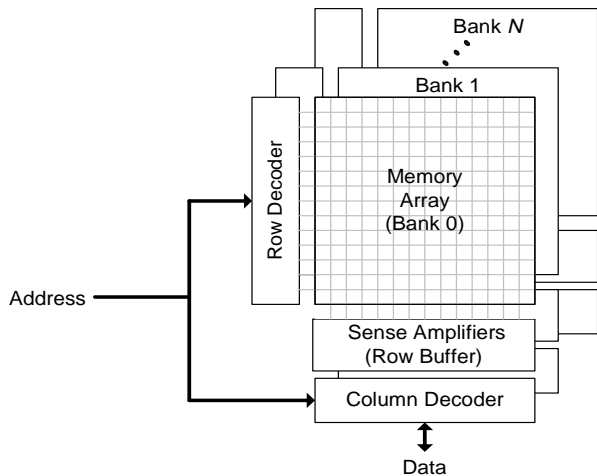 Bank N
Bank 1
Row Decoder
Memory
Array
(Bank 0)
Address
Sense Amplifiers
(Row Buffer)
Column Decoder
Data